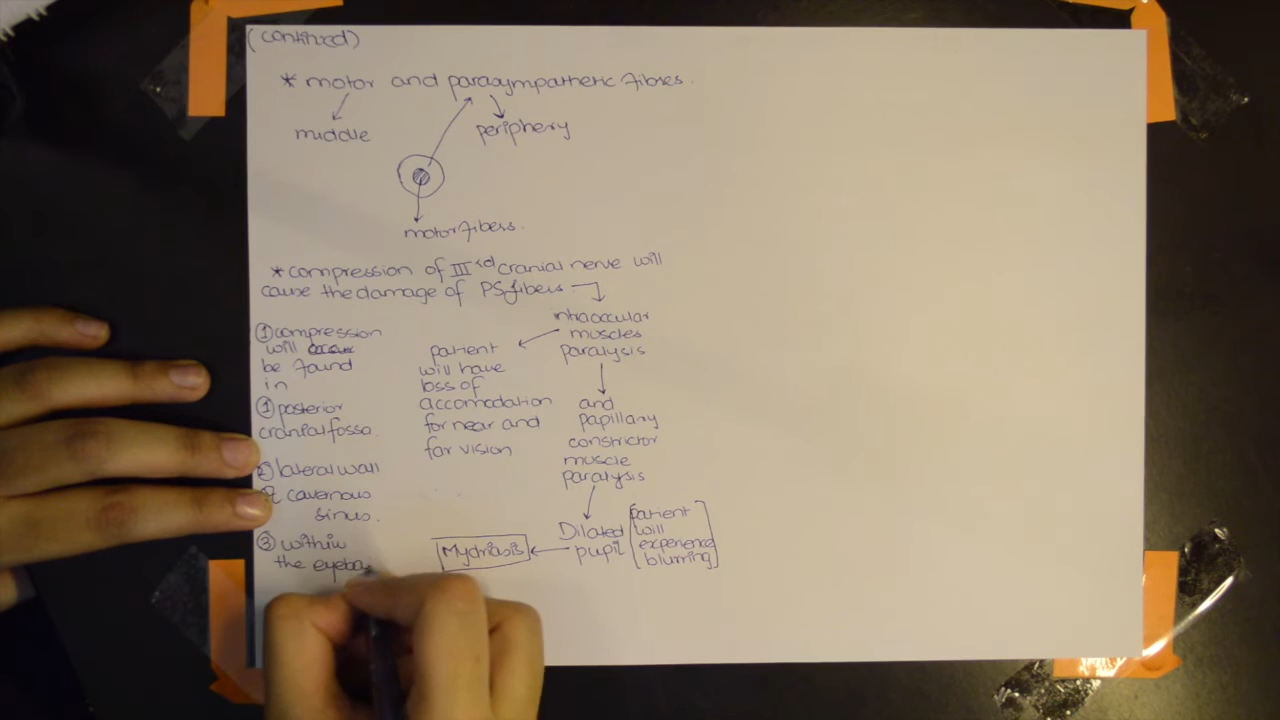 (continued)
* motor and parasympathetic fibres.
middle
periphery
motor fibers.
* compression of IIIrd cranial nerve will
cause the damage of PS fibers
intraoccular
muscles
paralysis
patient
will have
loss of
accomodation
for near and
far vision
and
papillary
constrictor
muscle
paralysis
Dilated
pupil
patient
will
experience
blurring
Mydriasis
① compression
will
be found
in
① posterior
cranial fossa.
② lateral wall
of cavernous
sinus.
③ within
the eyeba